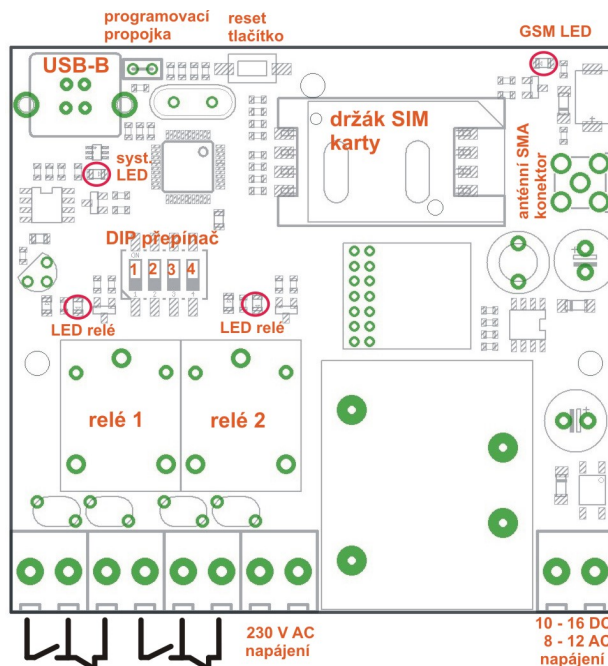 programovací
propojka
reset
tlačítko
GSM LED
USB-B
držák SIM
karty
anténní SMA
konektor
syst.
LED
DIP přepínač
ON
1 2 3 4
LED relé
LED relé
relé 1
relé 2
230 V AC
napájení
10 - 16 DC
8 - 12 AC
napájení